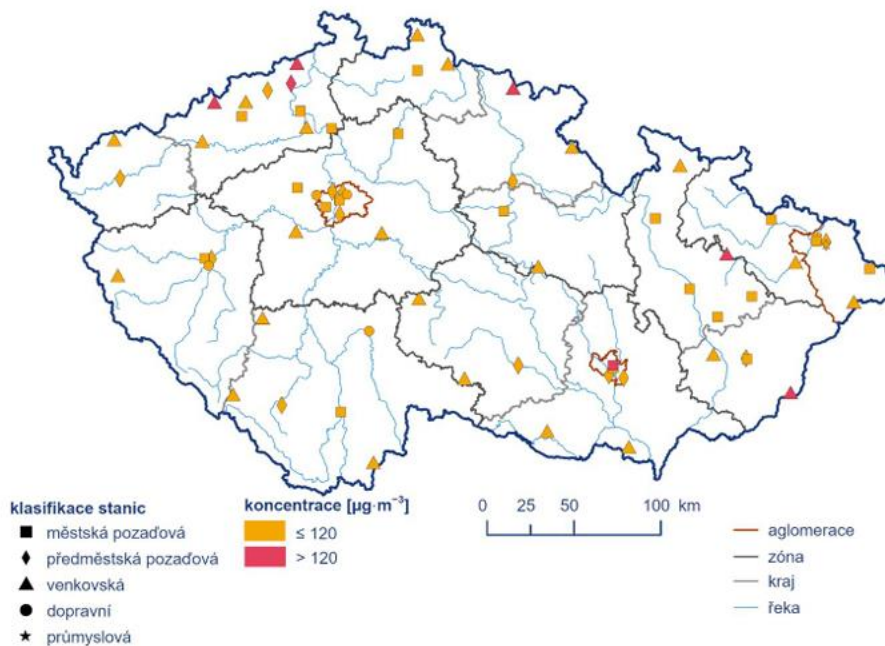 klasifikace stanic
městská pozaďová
předměstská pozaďová
venkovská
dopravní
průmyslová
koncentrace [µg·m⁻³]
≤ 120
> 120
0 25 50 100 km
aglomerace
zóna
kraj
řeka